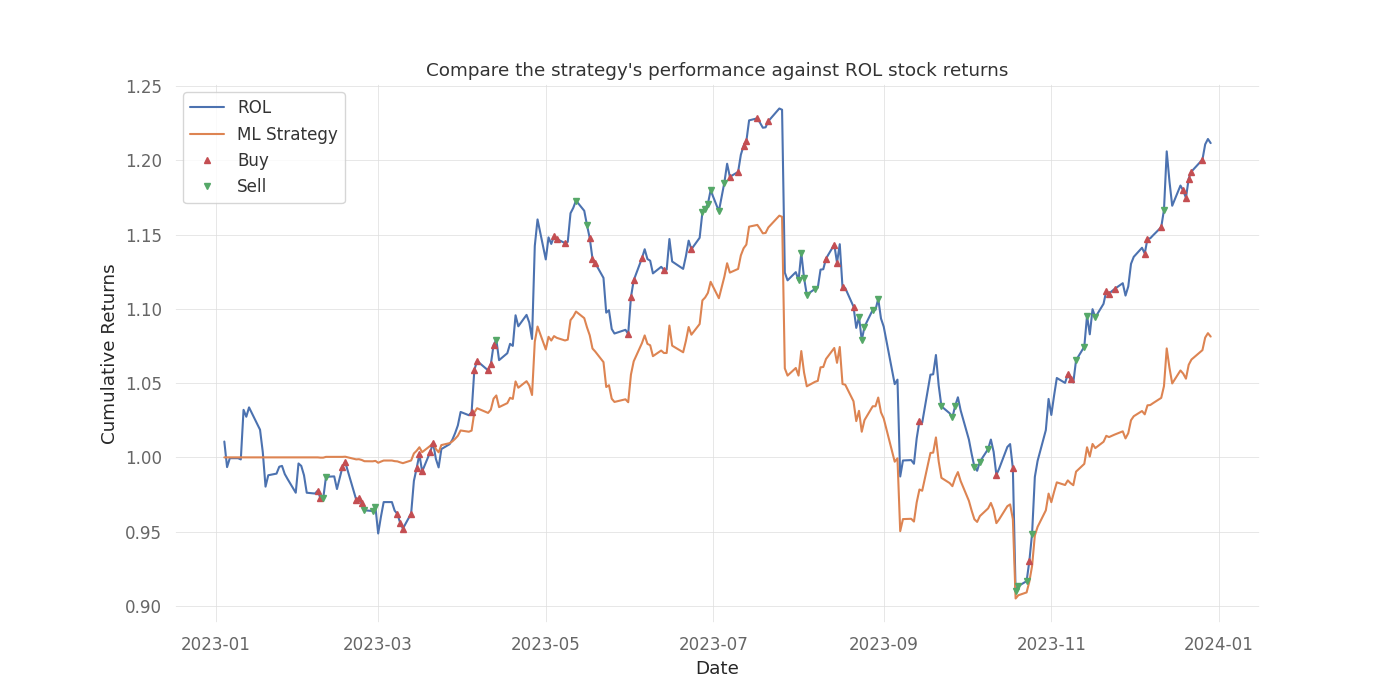 Compare the strategy's performance against ROL stock returns
ROL
ML Strategy
Buy
Sell
Cumulative Returns
1.25
1.20
1.15
1.10
1.05
1.00
0.95
0.90
2023-01
2023-03
2023-05
2023-07
2023-09
2023-11
2024-01
Date